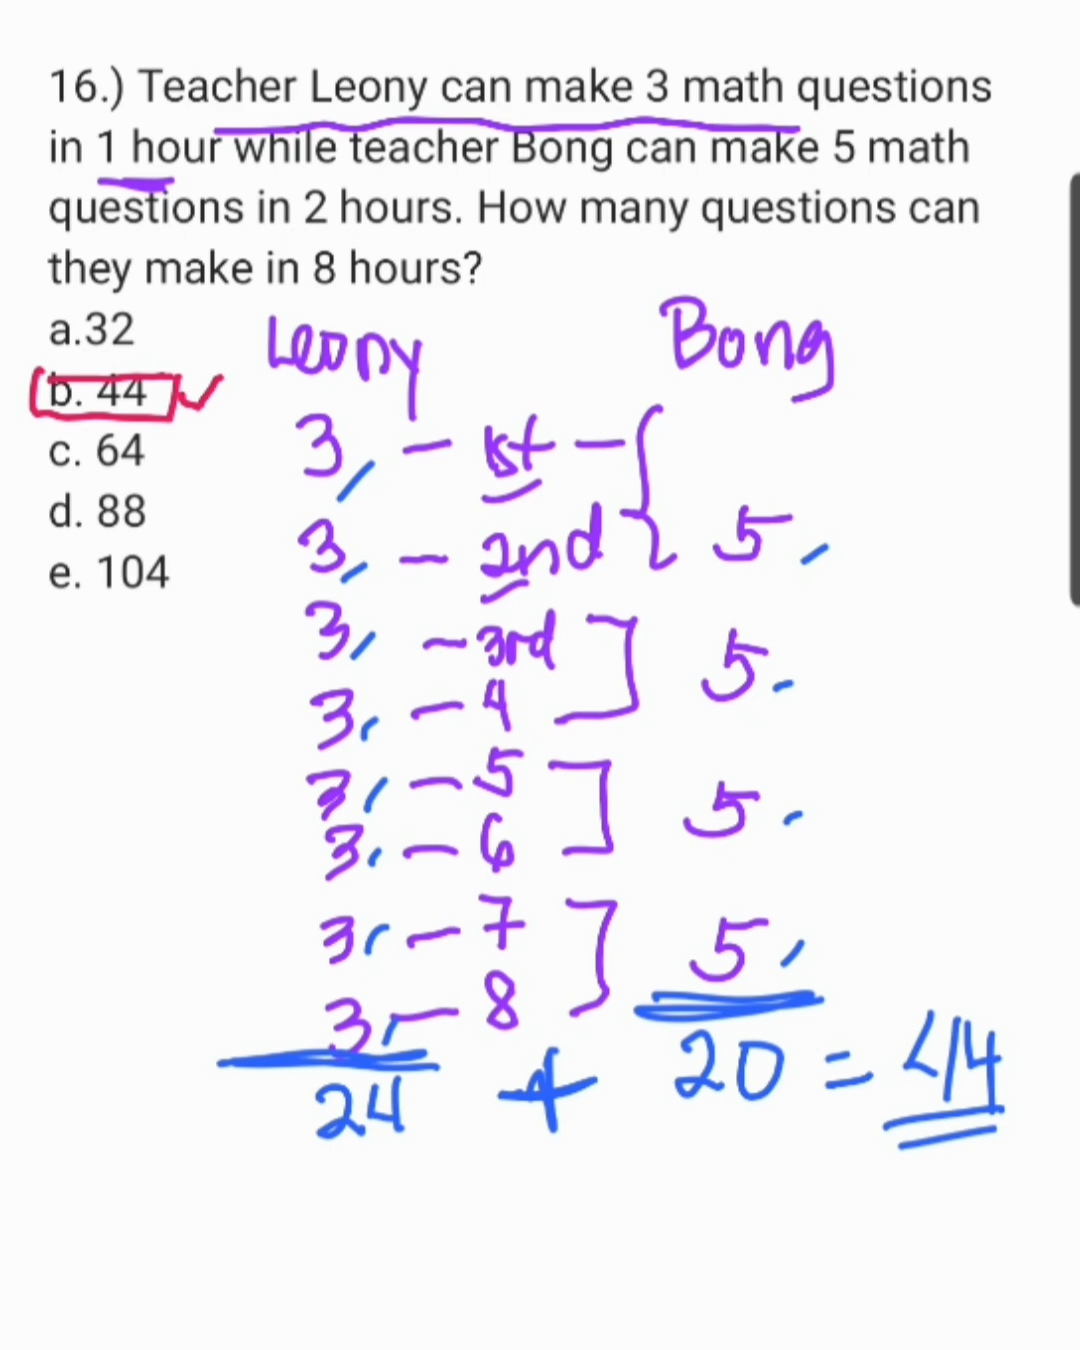 16.) Teacher Leony can make 3 math questions
in 1 hour while teacher Bong can make 5 math
questions in 2 hours. How many questions can
they make in 8 hours?
a.32
b. 44
c. 64
d. 88
e. 104
Leony Bong
3, - 1st -
3, - 2nd 5,
3, - 3rd
3, - 4 5.
3, - 5
3, - 6 5.
3, - 7
3, - 8 5,
24 + 20 = 44